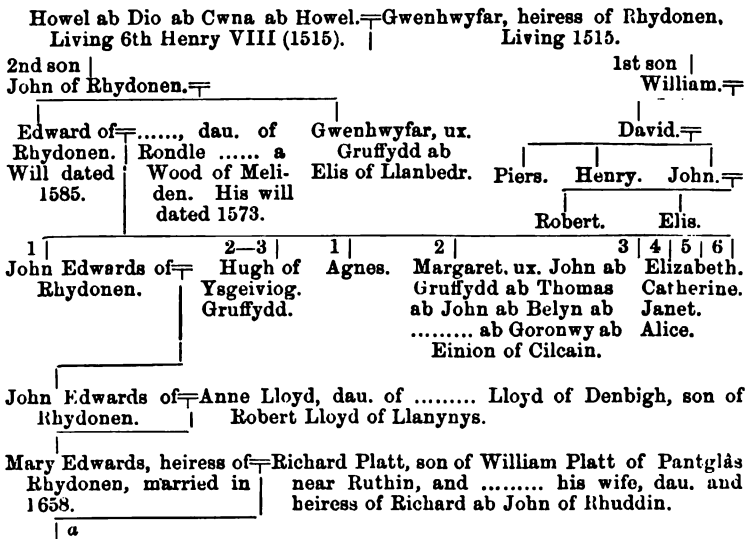 Howel ab Dio ab Cwna ab Howel.╤Gwenhwyfar, heiress of Rhydonen.
Living 6th Henry VIII (1515). Living 1515.
2nd son 1st son
John of Rhydonen.╤ William.╤
Edward of╤......, dau. of Gwenhwyfar, ux. David.╤
Rhydonen. Rondle ...... a Gruffydd ab
Will dated Wood of Meli- Elis of Llanbedr. Piers. Henry. John.╤
1585. den. His will
dated 1573. Robert. Elis.
1 2—3 1 2 3 4 5 6
John Edwards of╤ Hugh of Agnes. Margaret, ux. John ab Elizabeth.
Rhydonen. Ysgeiviog. Gruffydd ab Thomas Catherine.
Gruffydd. ab John ab Belyn ab Janet.
......... ab Goronwy ab Alice.
Einion of Cilcain.
John Edwards of╤Anne Lloyd, dau. of ......... Lloyd of Denbigh, son of
Rhydonen. Robert Lloyd of Llanynys.
Mary Edwards, heiress of╤Richard Platt, son of William Platt of Pantglâs
Rhydonen, married in near Ruthin, and ......... his wife, dau. and
1658. heiress of Richard ab John of Rhuddin.
a